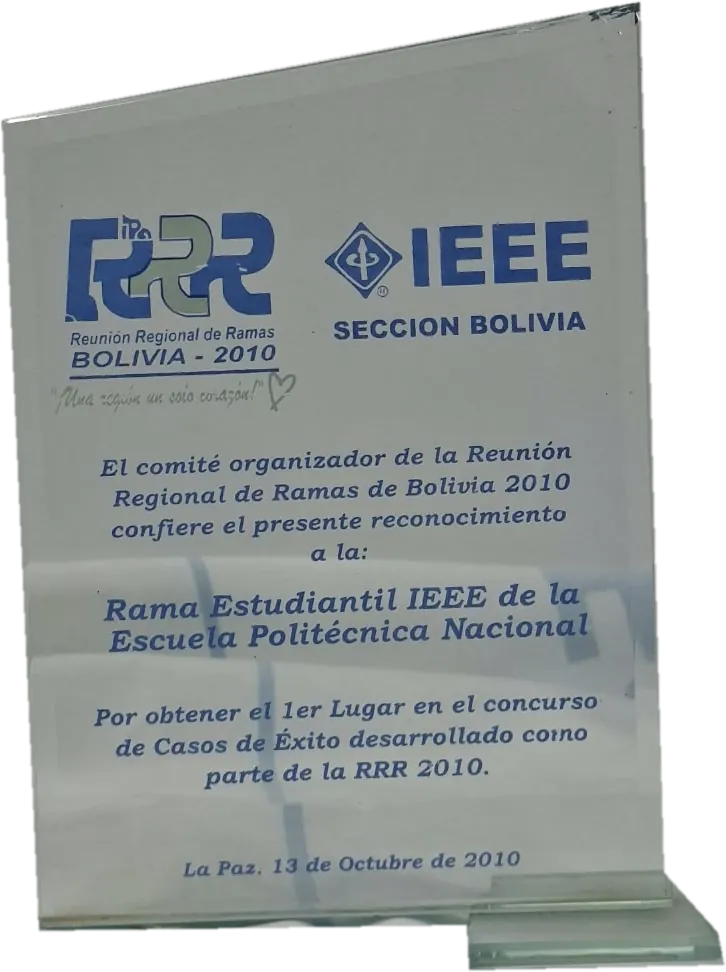 RRR
Reunión Regional de Ramas
BOLIVIA - 2010
"¡Una región un solo corazón!"
IEEE
SECCION BOLIVIA
El comité organizador de la Reunión
Regional de Ramas de Bolivia 2010
confiere el presente reconocimiento
a la:
Rama Estudiantil IEEE de la
Escuela Politécnica Nacional
Por obtener el 1er Lugar en el concurso
de Casos de Éxito desarrollado como
parte de la RRR 2010.
La Paz, 13 de Octubre de 2010